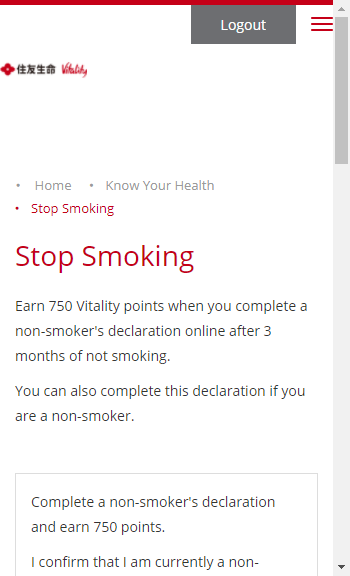 Logout
住友生命 Vitality
• Home • Know Your Health
• Stop Smoking
Stop Smoking
Earn 750 Vitality points when you complete a
non-smoker's declaration online after 3
months of not smoking.
You can also complete this declaration if you
are a non-smoker.
Complete a non-smoker's declaration
and earn 750 points.
I confirm that I am currently a non-